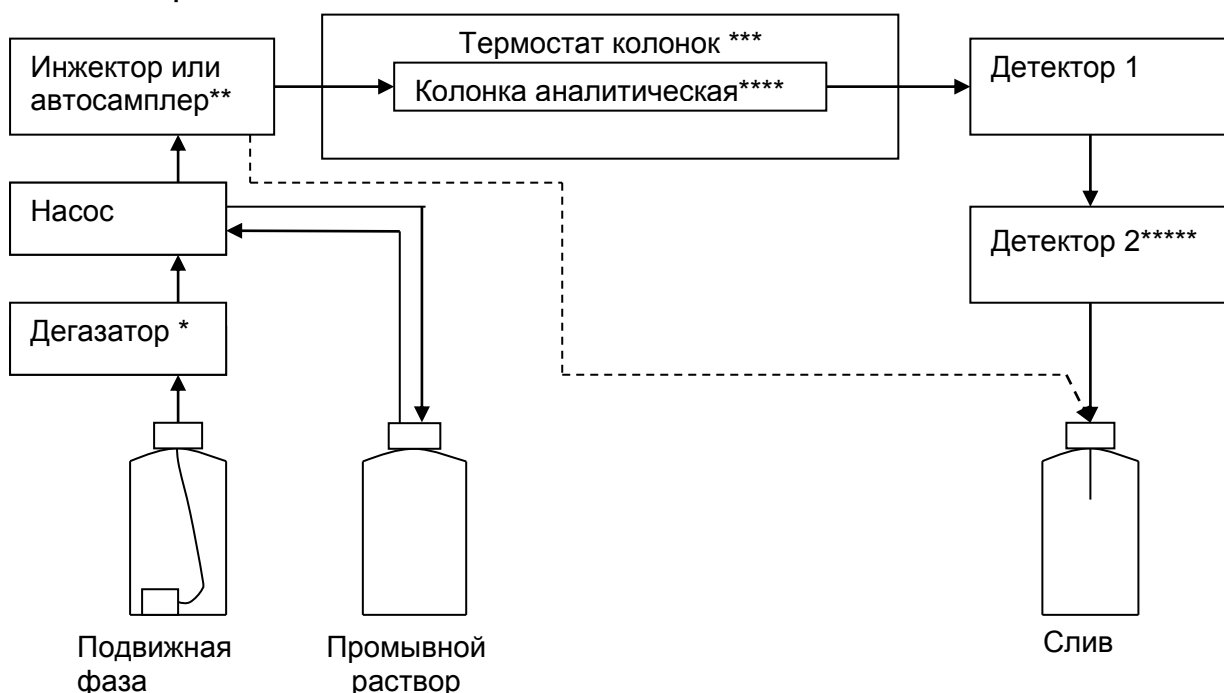 Термостат колонок ***
Инжектор или
автосамплер**
Колонка аналитическая****
Детектор 1
Насос
Детектор 2*****
Дегазатор *
Подвижная
фаза
Промывной
раствор
Слив